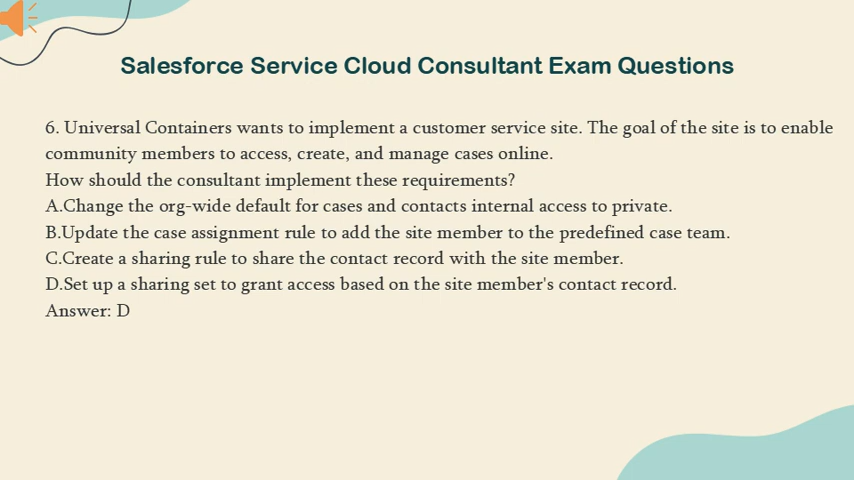 Salesforce Service Cloud Consultant Exam Questions
6. Universal Containers wants to implement a customer service site. The goal of the site is to enable
community members to access, create, and manage cases online.
How should the consultant implement these requirements?
A.Change the org-wide default for cases and contacts internal access to private.
B.Update the case assignment rule to add the site member to the predefined case team.
C.Create a sharing rule to share the contact record with the site member.
D.Set up a sharing set to grant access based on the site member's contact record.
Answer: D